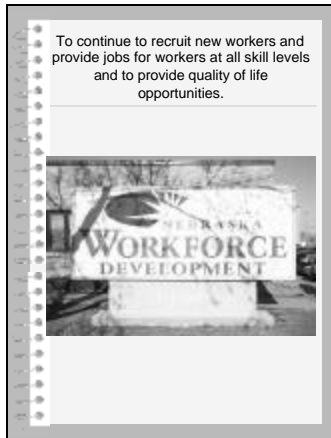 To continue to recruit new workers and
provide jobs for workers at all skill levels
and to provide quality of life
opportunities.
NEBRASKA
WORKFORCE
DEVELOPMENT